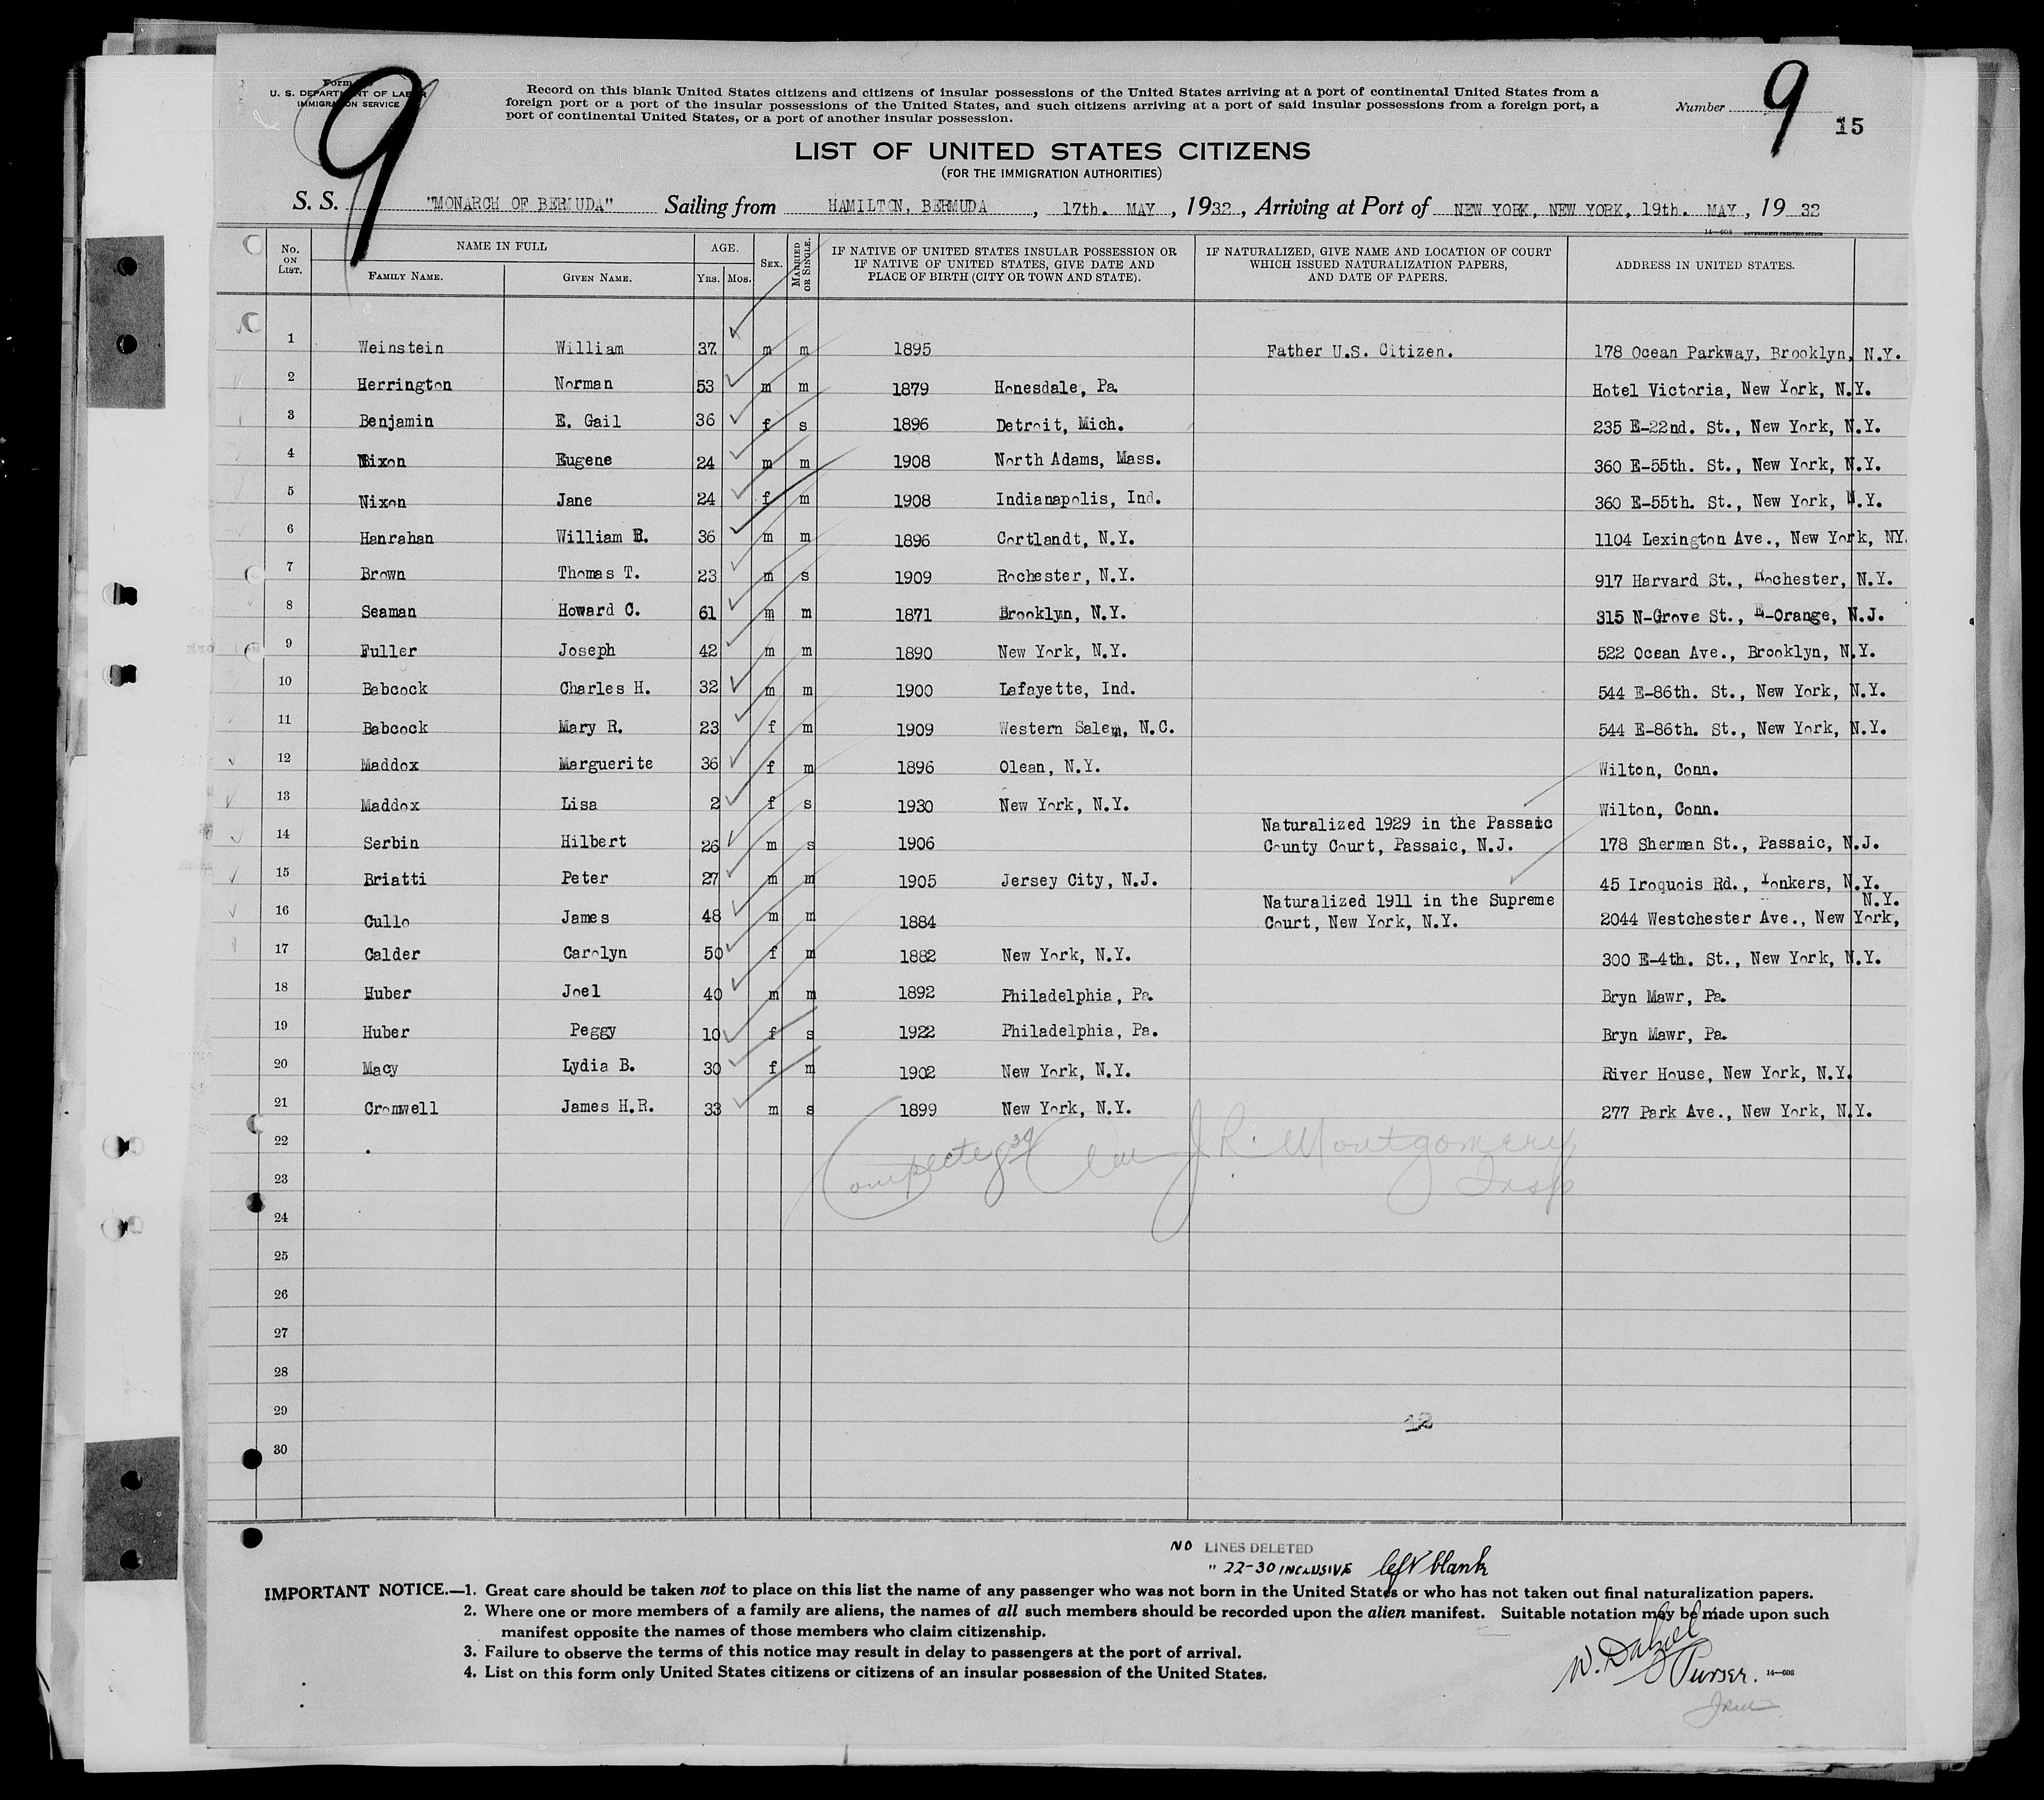 Form
U. S. DEPARTMENT OF LABOR
IMMIGRATION SERVICE
9
Record on this blank United States citizens and citizens of insular possessions of the United States arriving at a port of continental United States from a
foreign port or a port of the insular possessions of the United States, and such citizens arriving at a port of said insular possessions from a foreign port, a
port of continental United States, or a port of another insular possession.
Number 9
15
LIST OF UNITED STATES CITIZENS
(FOR THE IMMIGRATION AUTHORITIES)
S. S. "MONARCH OF BERMUDA" Sailing from HAMILTON, BERMUDA, 17th. MAY, 1932, Arriving at Port of NEW YORK, NEW YORK, 19th. MAY, 1932
14—608 GOVERNMENT PRINTING OFFICE
No. ON LIST. NAME IN FULL FAMILY NAME. GIVEN NAME. AGE. YRS. MOS. SEX. MARRIED OR SINGLE. IF NATIVE OF UNITED STATES INSULAR POSSESSION OR IF NATIVE OF UNITED STATES, GIVE DATE AND PLACE OF BIRTH (CITY OR TOWN AND STATE). IF NATURALIZED, GIVE NAME AND LOCATION OF COURT WHICH ISSUED NATURALIZATION PAPERS, AND DATE OF PAPERS. ADDRESS IN UNITED STATES.
1 Weinstein William 37 m m 1895 Father U.S. Citizen. 178 Ocean Parkway, Brooklyn, N.Y.
2 Herrington Norman 53 m m 1879 Honesdale, Pa. Hotel Victoria, New York, N.Y.
3 Benjamin E. Gail 36 f s 1896 Detroit, Mich. 235 E-22nd. St., New York, N.Y.
4 Nixon Eugene 24 m m 1908 North Adams, Mass. 360 E-55th. St., New York, N.Y.
5 Nixon Jane 24 f m 1908 Indianapolis, Ind. 360 E-55th. St., New York, N.Y.
6 Hanrahan William R. 36 m m 1896 Cortlandt, N.Y. 1104 Lexington Ave., New York, NY.
7 Brown Thomas T. 23 m s 1909 Rochester, N.Y. 917 Harvard St., Rochester, N.Y.
8 Seaman Howard C. 61 m m 1871 Brooklyn, N.Y. 315 N-Grove St., E-Orange, N.J.
9 Fuller Joseph 42 m m 1890 New York, N.Y. 522 Ocean Ave., Brooklyn, N.Y.
10 Babcock Charles H. 32 m m 1900 Lafayette, Ind. 544 E-86th. St., New York, N.Y.
11 Babcock Mary R. 23 f m 1909 Western Salem, N.C. 544 E-86th. St., New York, N.Y.
12 Maddox Marguerite 36 f m 1896 Olean, N.Y. Wilton, Conn.
13 Maddox Lisa 2 f s 1930 New York, N.Y. Wilton, Conn.
14 Serbin Hilbert 26 m s 1906 Naturalized 1929 in the Passaic County Court, Passaic, N.J. 178 Sherman St., Passaic, N.J.
15 Briatti Peter 27 m m 1905 Jersey City, N.J. 45 Iroquois Rd., Yonkers, N.Y.
16 Cullo James 48 m m 1884 Naturalized 1911 in the Supreme Court, New York, N.Y. 2044 Westchester Ave., New York, N.Y.
17 Calder Carolyn 50 f m 1882 New York, N.Y. 300 E-4th. St., New York, N.Y.
18 Huber Joel 40 m m 1892 Philadelphia, Pa. Bryn Mawr, Pa.
19 Huber Peggy 10 f s 1922 Philadelphia, Pa. Bryn Mawr, Pa.
20 Macy Lydia B. 30 f m 1902 New York, N.Y. River House, New York, N.Y.
21 Cromwell James H.R. 33 m s 1899 New York, N.Y. 277 Park Ave., New York, N.Y.
22
J R. Montgomery
23
Insp
24
25
26
27
28
29
30
NO LINES DELETED
" 22-30 INCLUSIVE left blank
IMPORTANT NOTICE.—1. Great care should be taken not to place on this list the name of any passenger who was not born in the United States or who has not taken out final naturalization papers.
2. Where one or more members of a family are aliens, the names of all such members should be recorded upon the alien manifest. Suitable notation may be made upon such
manifest opposite the names of those members who claim citizenship.
3. Failure to observe the terms of this notice may result in delay to passengers at the port of arrival.
4. List on this form only United States citizens or citizens of an insular possession of the United States.
W. Dalziel
Purser.
14—608